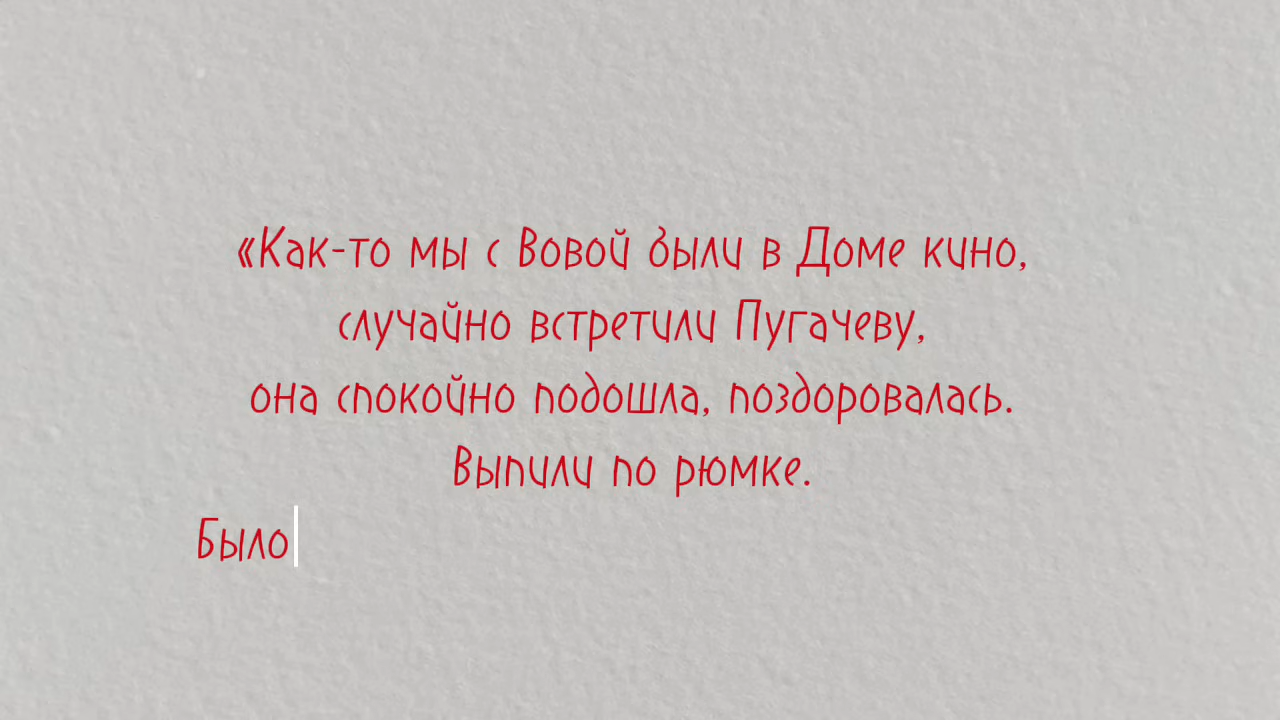 «Как-то мы с Вовой были в Доме кино,
случайно встретили Пугачеву,
она спокойно подошла, поздоровалась.
Выпили по рюмке.
Было